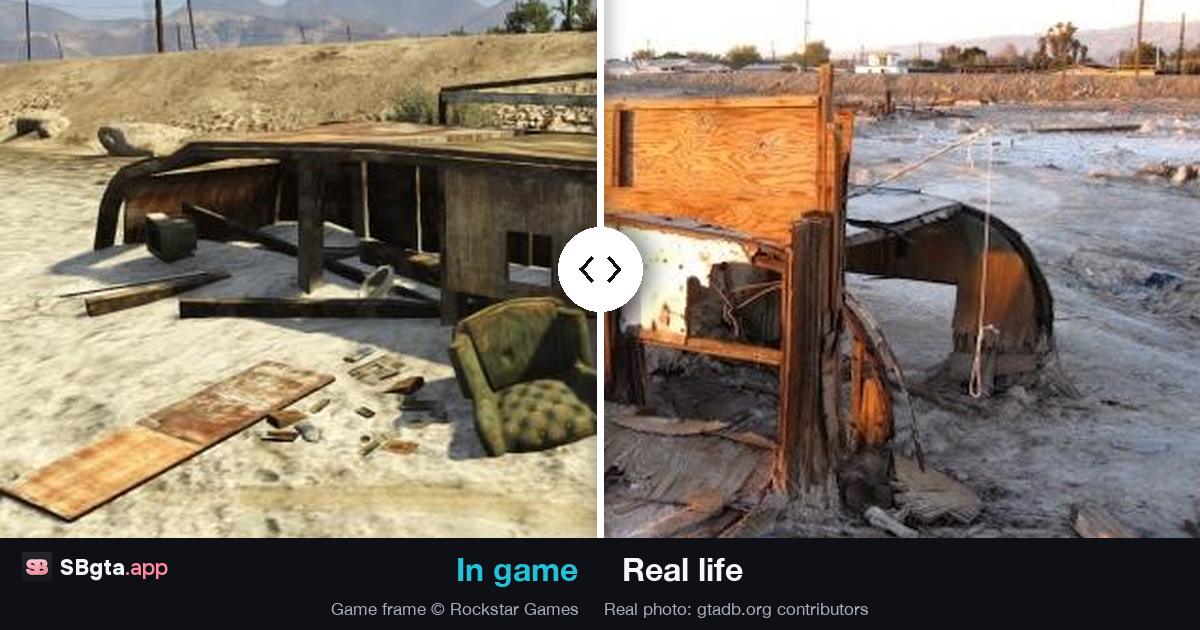 SB SBgta.app
In game
Real life
Game frame © Rockstar Games
Real photo: gtadb.org contributors